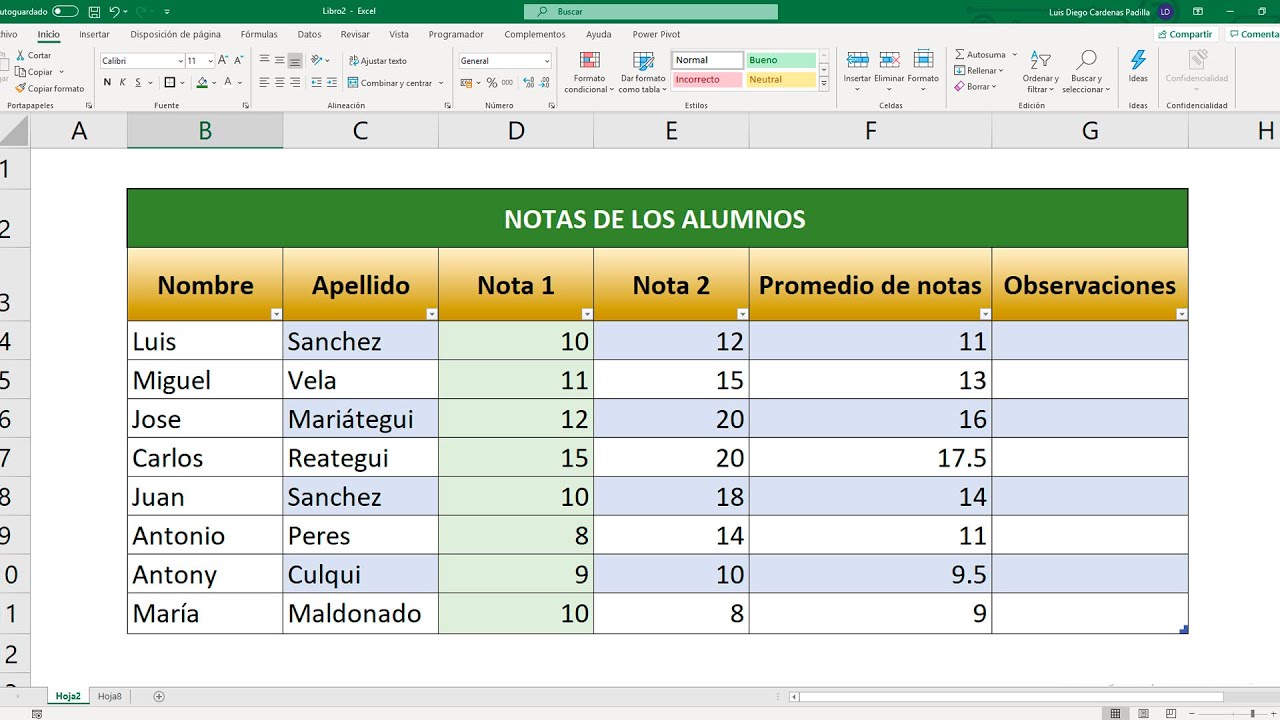 utoguardado Libro2 - Excel Buscar Luis Diego Cardenas Padilla LD
chivo Inicio Insertar Disposición de página Fórmulas Datos Revisar Vista Programador Complementos Ayuda Power Pivot Compartir Comenta
Cortar Calibri 11 A A Ajustar texto General Normal Bueno Autosuma
Copiar Formato condicional Dar formato como tabla Insertar Eliminar Formato Rellenar Ordenar y filtrar Buscar y seleccionar Ideas Confidencialidad
Copiar formato N K S A Combinar y centrar % 000 Incorrecto Neutral Borrar
Portapapeles Fuente Alineación Número Estilos Celdas Edición Ideas Confidencialidad
A B C D E F G H
1
2 NOTAS DE LOS ALUMNOS
3 Nombre Apellido Nota 1 Nota 2 Promedio de notas Observaciones
4 Luis Sanchez 10 12 11
5 Miguel Vela 11 15 13
6 Jose Mariátegui 12 20 16
7 Carlos Reategui 15 20 17.5
8 Juan Sanchez 10 18 14
9 Antonio Peres 8 14 11
0 Antony Culqui 9 10 9.5
1 María Maldonado 10 8 9
2
Hoja2 Hoja8